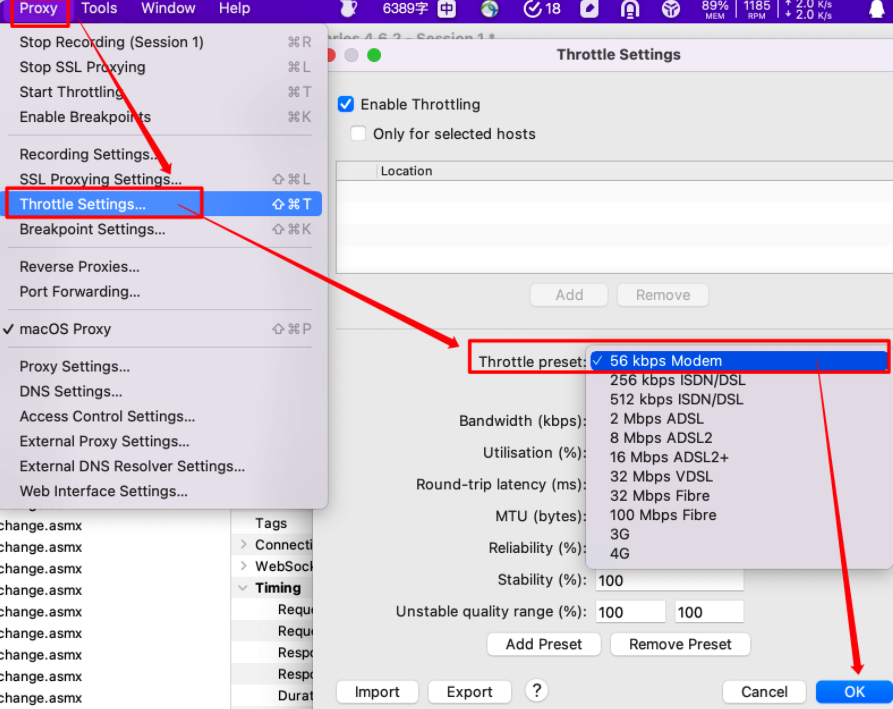 Proxy Tools Window Help 6389字 中 18 89% MEM 1185 RPM ↑ 2.0 K/s ↓ 2.0 K/s
Charles 4.6.2 - Session 1 *
Throttle Settings
Stop Recording (Session 1) ⌘R
Stop SSL Proxying ⌘L
Start Throttling ⌘T
Enable Breakpoints ⌘K
Recording Settings...
SSL Proxying Settings... ⇧⌘L
Throttle Settings... ⇧⌘T
Breakpoint Settings... ⇧⌘K
Reverse Proxies...
Port Forwarding...
✓ macOS Proxy ⇧⌘P
Proxy Settings...
DNS Settings...
Access Control Settings...
External Proxy Settings...
External DNS Resolver Settings...
Web Interface Settings...
change.asmx
change.asmx
change.asmx
change.asmx
change.asmx
change.asmx
change.asmx
change.asmx
change.asmx
Tags
Connecti
WebSock
Timing
Reque
Reque
Respo
Respo
Durat
Enable Throttling
Only for selected hosts
Location
Add Remove
Throttle preset: ✓ 56 kbps Modem
256 kbps ISDN/DSL
512 kbps ISDN/DSL
2 Mbps ADSL
8 Mbps ADSL2
16 Mbps ADSL2+
32 Mbps VDSL
32 Mbps Fibre
100 Mbps Fibre
3G
4G
Bandwidth (kbps):
Utilisation (%):
Round-trip latency (ms):
MTU (bytes):
Reliability (%):
Stability (%): 100
Unstable quality range (%): 100 100
Add Preset Remove Preset
Import Export ? Cancel OK